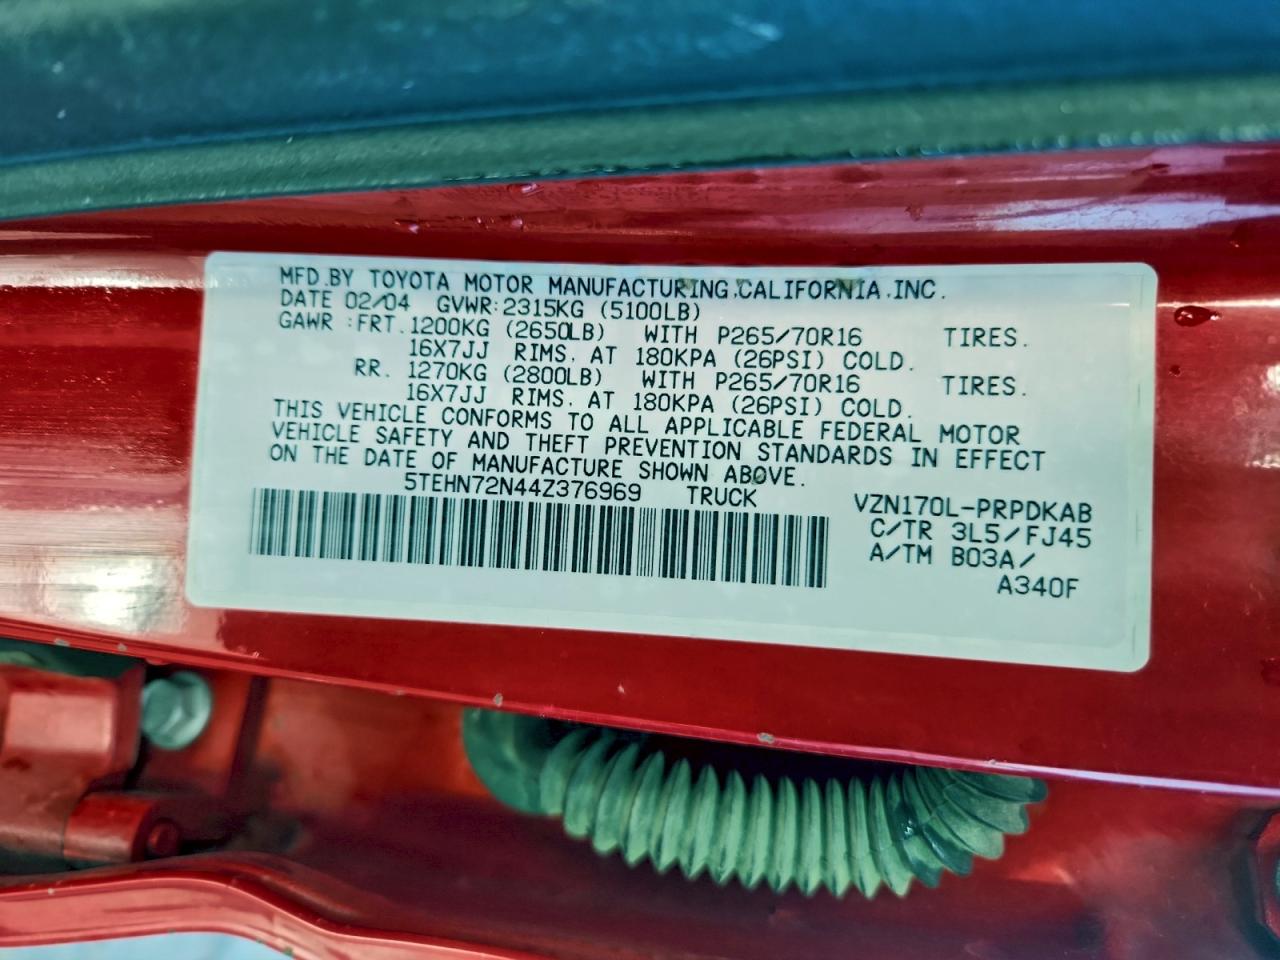 MFD.BY TOYOTA MOTOR MANUFACTURING,CALIFORNIA,INC.
DATE 02/04 GVWR:2315KG (5100LB)
GAWR :FRT. 1200KG (2650LB) WITH P265/70R16 TIRES.
16X7JJ RIMS. AT 180KPA (26PSI) COLD.
RR. 1270KG (2800LB) WITH P265/70R16 TIRES.
16X7JJ RIMS. AT 180KPA (26PSI) COLD.
THIS VEHICLE CONFORMS TO ALL APPLICABLE FEDERAL MOTOR
VEHICLE SAFETY AND THEFT PREVENTION STANDARDS IN EFFECT
ON THE DATE OF MANUFACTURE SHOWN ABOVE.
5TEHN72N44Z376969 TRUCK
VZN170L-PRPDKAB
C/TR 3L5/FJ45
A/TM B03A/
A340F